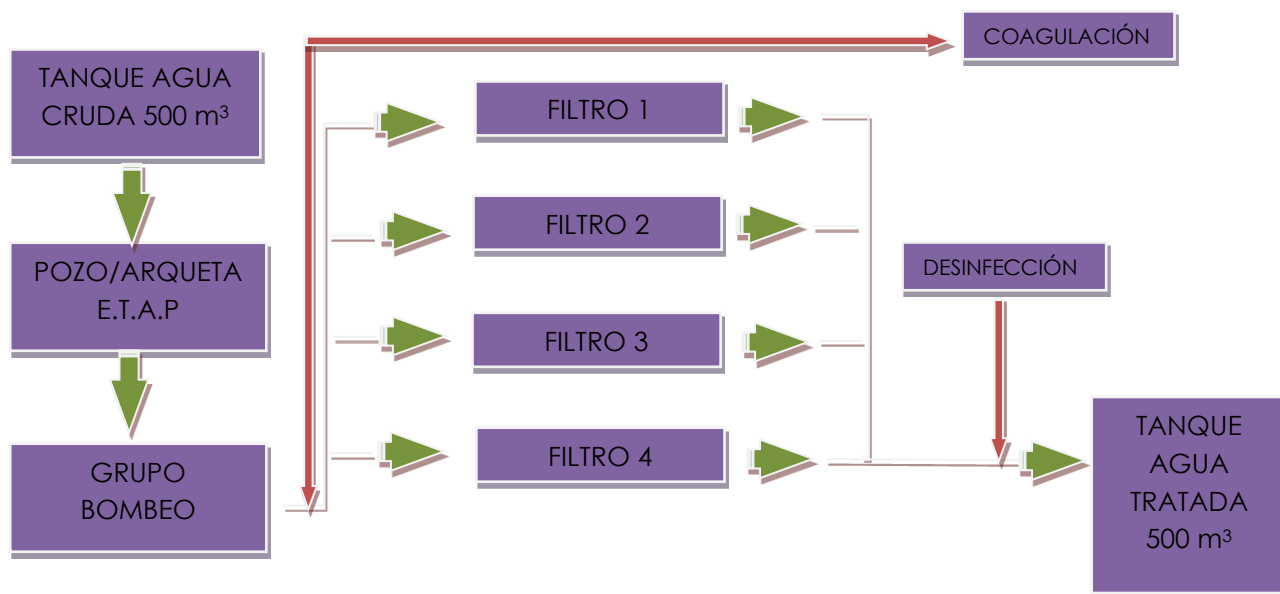 TANQUE AGUA
CRUDA 500 m³
POZO/ARQUETA
E.T.A.P
GRUPO
BOMBEO
COAGULACIÓN
FILTRO 1
FILTRO 2
FILTRO 3
FILTRO 4
DESINFECCIÓN
TANQUE
AGUA
TRATADA
500 m³